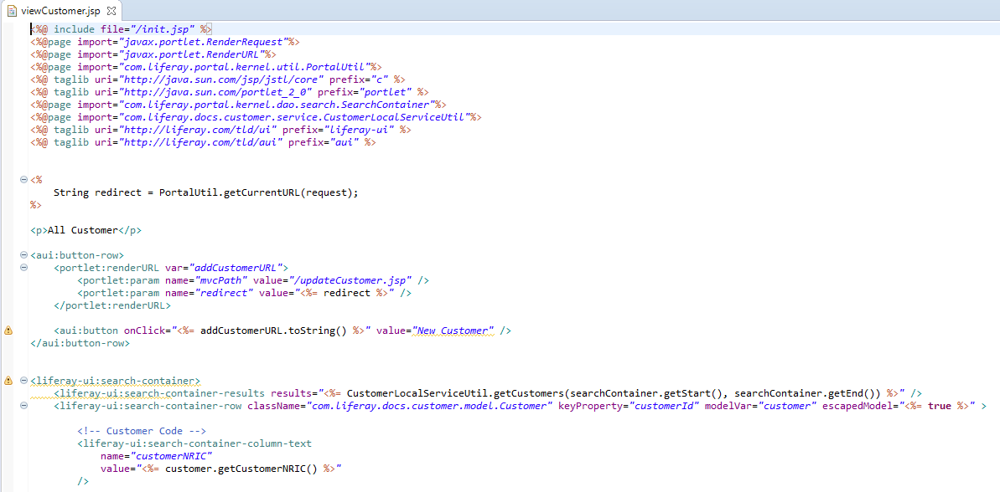 viewCustomer.jsp
<%@ include file="/init.jsp" %>
<%@page import="javax.portlet.RenderRequest"%>
<%@page import="javax.portlet.RenderURL"%>
<%@page import="com.liferay.portal.kernel.util.PortalUtil"%>
<%@ taglib uri="http://java.sun.com/jsp/jstl/core" prefix="c" %>
<%@ taglib uri="http://java.sun.com/portlet_2_0" prefix="portlet" %>
<%@page import="com.liferay.portal.kernel.dao.search.SearchContainer"%>
<%@page import="com.liferay.docs.customer.service.CustomerLocalServiceUtil"%>
<%@ taglib uri="http://liferay.com/tld/ui" prefix="liferay-ui" %>
<%@ taglib uri="http://liferay.com/tld/aui" prefix="aui" %>
<%
String redirect = PortalUtil.getCurrentURL(request);
%>
<p>All Customer</p>
<aui:button-row>
<portlet:renderURL var="addCustomerURL">
<portlet:param name="mvcPath" value="/updateCustomer.jsp" />
<portlet:param name="redirect" value="<%= redirect %>" />
</portlet:renderURL>
<aui:button onClick="<%= addCustomerURL.toString() %>" value="New Customer" />
</aui:button-row>
<liferay-ui:search-container>
<liferay-ui:search-container-results results="<%= CustomerLocalServiceUtil.getCustomers(searchContainer.getStart(), searchContainer.getEnd()) %>" />
<liferay-ui:search-container-row className="com.liferay.docs.customer.model.Customer" keyProperty="customerId" modelVar="customer" escapedModel="<%= true %>" >
<!-- Customer Code -->
<liferay-ui:search-container-column-text
name="customerNRIC"
value="<%= customer.getCustomerNRIC() %>"
/>